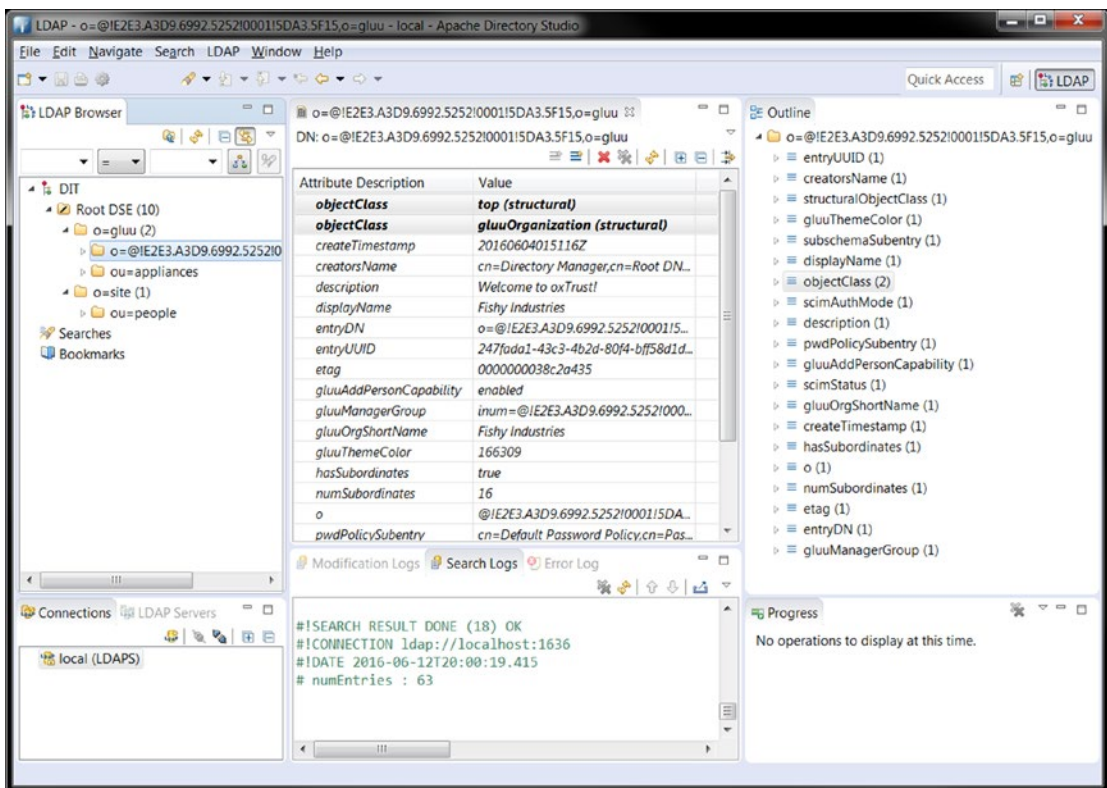 LDAP - o=@!E2E3.A3D9.6992.5252!0001!5DA3.5F15,o=gluu - local - Apache Directory Studio
File Edit Navigate Search LDAP Window Help
Quick Access LDAP
LDAP Browser
=
DIT
Root DSE (10)
o=gluu (2)
o=@!E2E3.A3D9.6992.5252!0
ou=appliances
o=site (1)
ou=people
Searches
Bookmarks
Connections LDAP Servers
local (LDAPS)
o=@!E2E3.A3D9.6992.5252!0001!5DA3.5F15,o=gluu
DN: o=@!E2E3.A3D9.6992.5252!0001!5DA3.5F15,o=gluu
Attribute Description Value
objectClass top (structural)
objectClass gluuOrganization (structural)
createTimestamp 20160604015116Z
creatorsName cn=Directory Manager,cn=Root DN...
description Welcome to oxTrust!
displayName Fishy Industries
entryDN o=@!E2E3.A3D9.6992.5252!0001!5...
entryUUID 247fada1-43c3-4b2d-80f4-bff58d1d...
etag 0000000038c2a435
gluuAddPersonCapability enabled
gluuManagerGroup inum=@!E2E3.A3D9.6992.5252!000...
gluuOrgShortName Fishy Industries
gluuThemeColor 166309
hasSubordinates true
numSubordinates 16
o @!E2E3.A3D9.6992.5252!0001!5DA...
pwdPolicySubentry cn=Default Password Policy,cn=Pas...
Modification Logs Search Logs Error Log
#!SEARCH RESULT DONE (18) OK
#!CONNECTION ldap://localhost:1636
#!DATE 2016-06-12T20:00:19.415
# numEntries : 63
Outline
o=@!E2E3.A3D9.6992.5252!0001!5DA3.5F15,o=gluu
entryUUID (1)
creatorsName (1)
structuralObjectClass (1)
gluuThemeColor (1)
subschemaSubentry (1)
displayName (1)
objectClass (2)
scimAuthMode (1)
description (1)
pwdPolicySubentry (1)
gluuAddPersonCapability (1)
scimStatus (1)
gluuOrgShortName (1)
createTimestamp (1)
hasSubordinates (1)
o (1)
numSubordinates (1)
etag (1)
entryDN (1)
gluuManagerGroup (1)
Progress
No operations to display at this time.